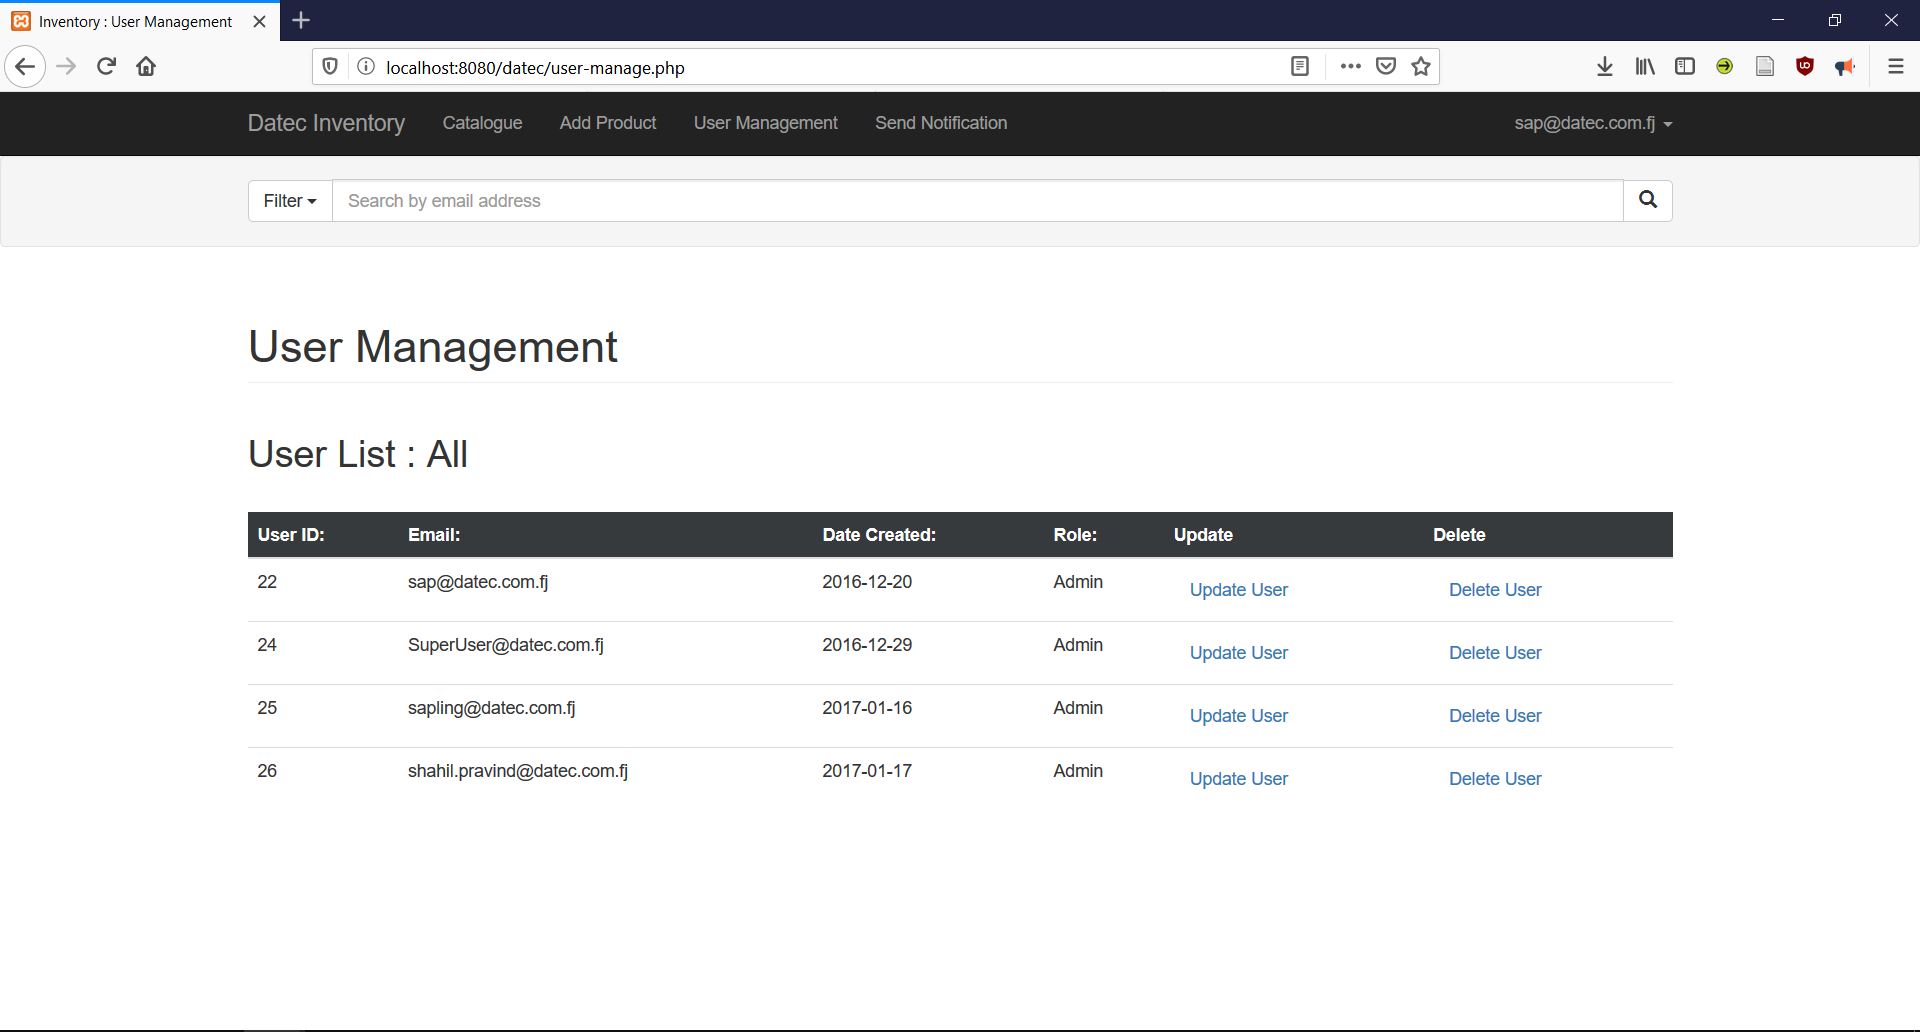 Inventory : User Management
localhost:8080/datec/user-manage.php
Datec Inventory Catalogue Add Product User Management Send Notification sap@datec.com.fj
Filter Search by email address
User Management
User List : All
User ID: Email: Date Created: Role: Update Delete
22 sap@datec.com.fj 2016-12-20 Admin Update User Delete User
24 SuperUser@datec.com.fj 2016-12-29 Admin Update User Delete User
25 sapling@datec.com.fj 2017-01-16 Admin Update User Delete User
26 shahil.pravind@datec.com.fj 2017-01-17 Admin Update User Delete User